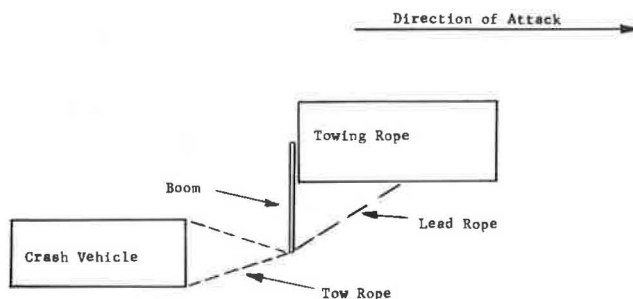 Direction of Attack
Towing Rope
Boom
Lead Rope
Crash Vehicle
Tow Rope